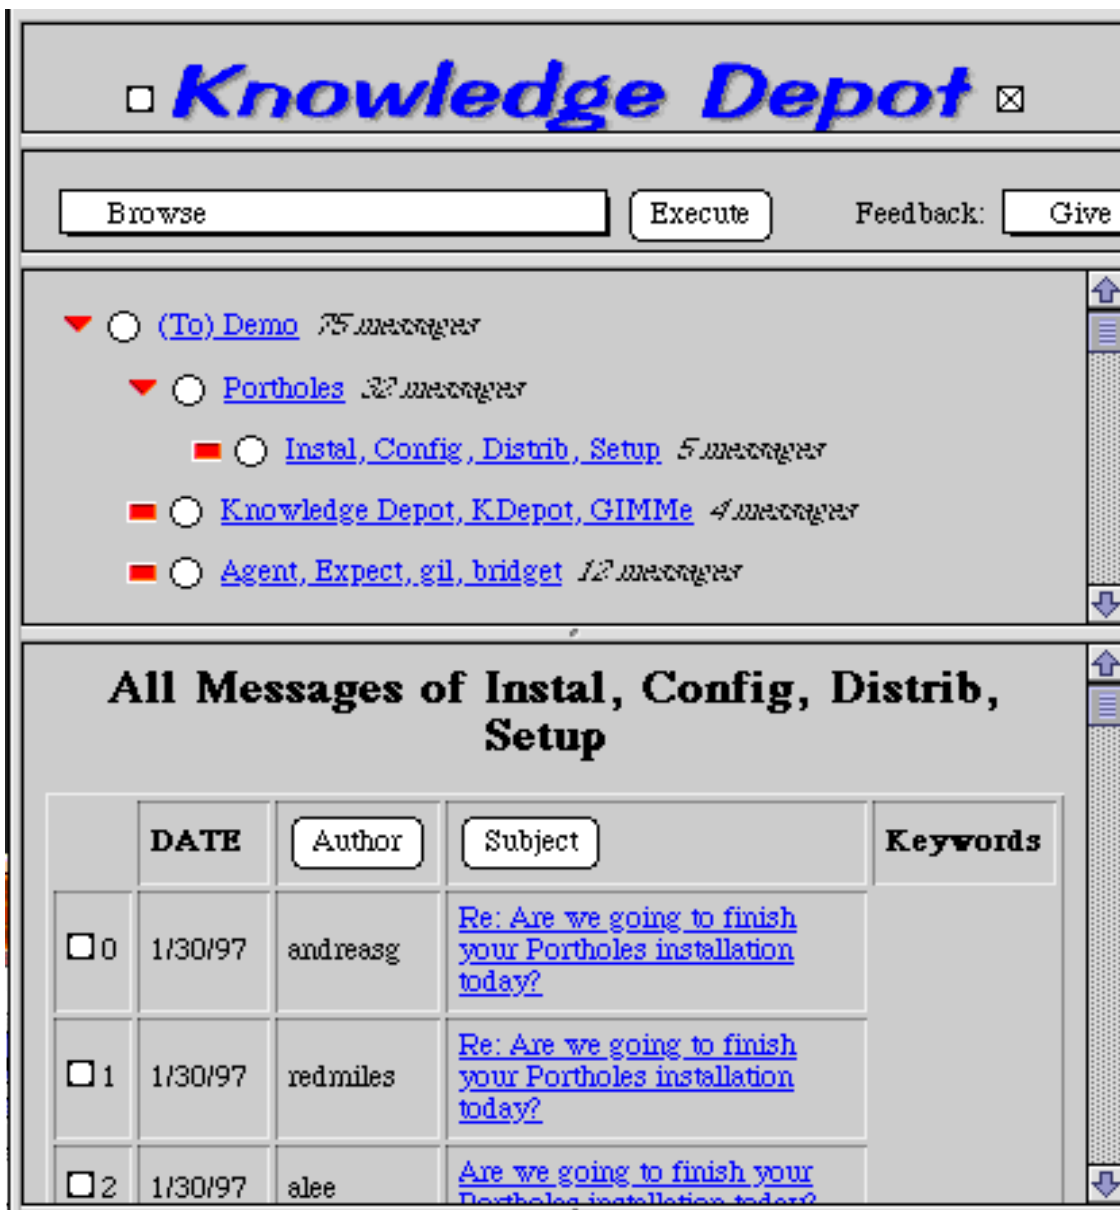 Knowledge Depot
Browse Execute Feedback: Give
(To) Demo 75 messages
Portholes 32 messages
Instal, Config, Distrib, Setup 5 messages
Knowledge Depot, KDepot, GIMMe 4 messages
Agent, Expect, gil, bridget 12 messages
All Messages of Instal, Config, Distrib,
Setup
DATE Author Subject Keywords
0 1/30/97 andreasg Re: Are we going to finish
your Portholes installation
today?
1 1/30/97 redmiles Re: Are we going to finish
your Portholes installation
today?
2 1/30/97 alee Are we going to finish your
Portholes installation today?